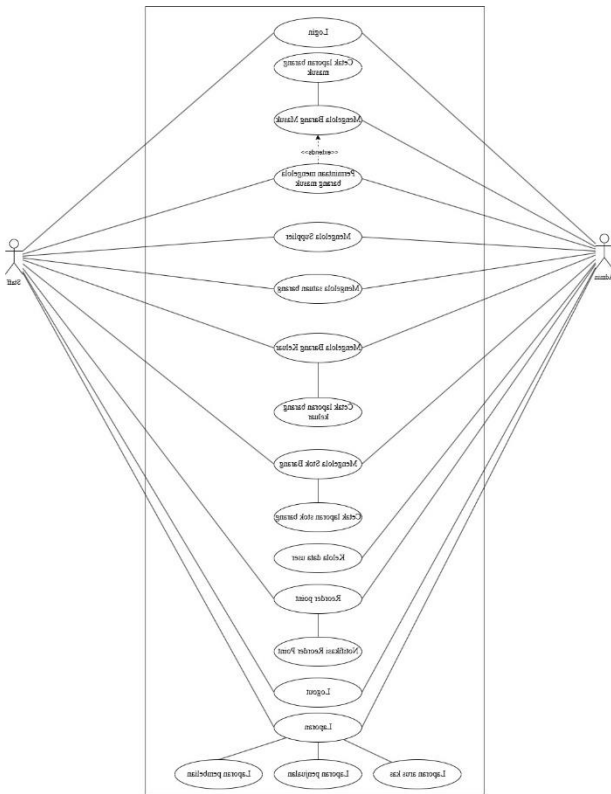 Login
Cetak laporan barang
masuk
Mengelola Barang Masuk
<<extends>>
Permintaan mengelola
barang masuk
Mengelola Supplier
Staff
Admin
Mengelola satuan barang
Mengelola Barang Keluar
Cetak laporan barang
keluar
Mengelola Stok Barang
Cetak laporan stok barang
Kelola data user
Reorder point
Notifikasi Reorder Point
Logout
Laporan
Laporan pembelian
Laporan penjualan
Laporan arus kas